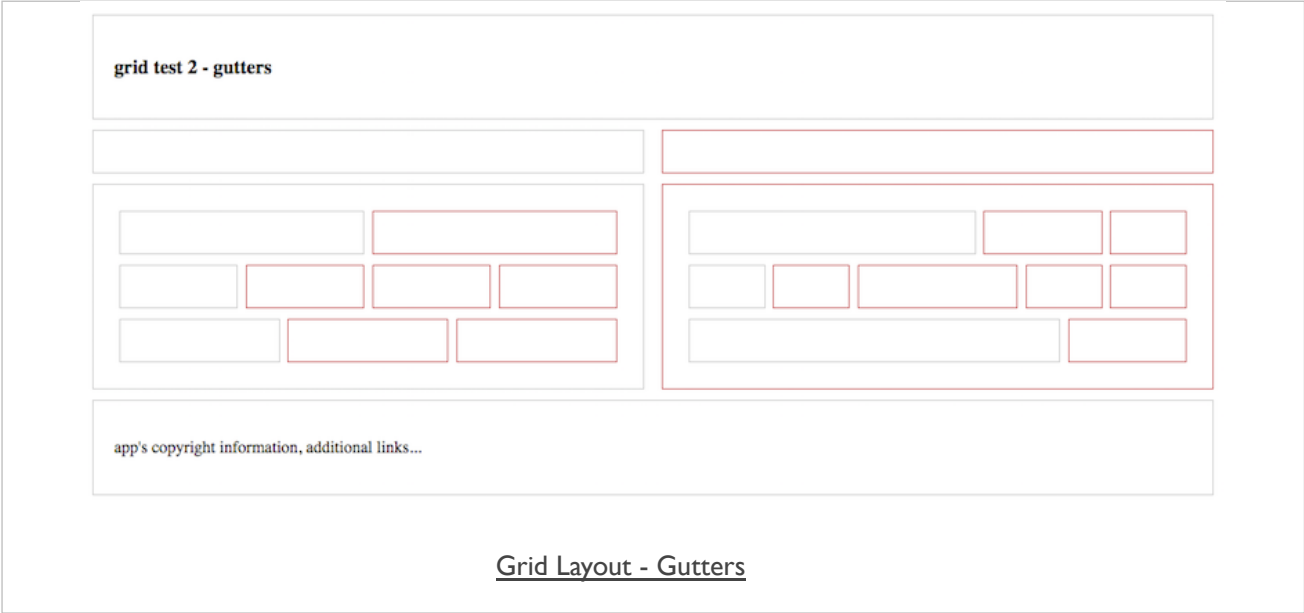 grid test 2 - gutters
app's copyright information, additional links...
Grid Layout - Gutters